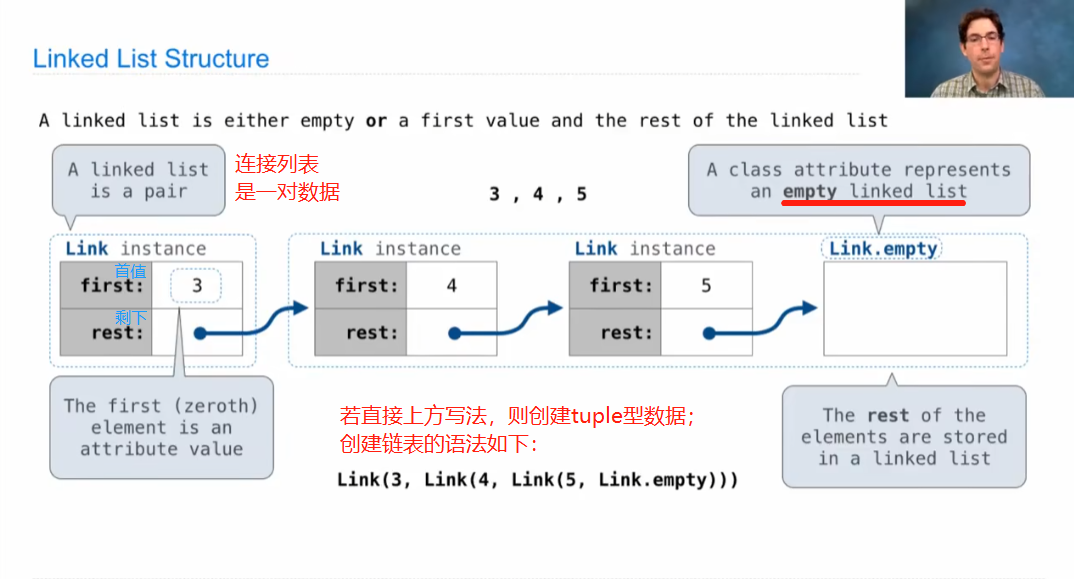 Linked List Structure
A linked list is either empty or a first value and the rest of the linked list
A linked list
is a pair
连接列表
是一对数据
3 , 4 , 5
A class attribute represents
an empty linked list
Link instance
首值
first: 3
剩下
rest:
Link instance
first: 4
rest:
Link instance
first: 5
rest:
Link.empty
The first (zeroth)
element is an
attribute value
若直接上方写法，则创建tuple型数据；
创建链表的语法如下：
Link(3, Link(4, Link(5, Link.empty)))
The rest of the
elements are stored
in a linked list